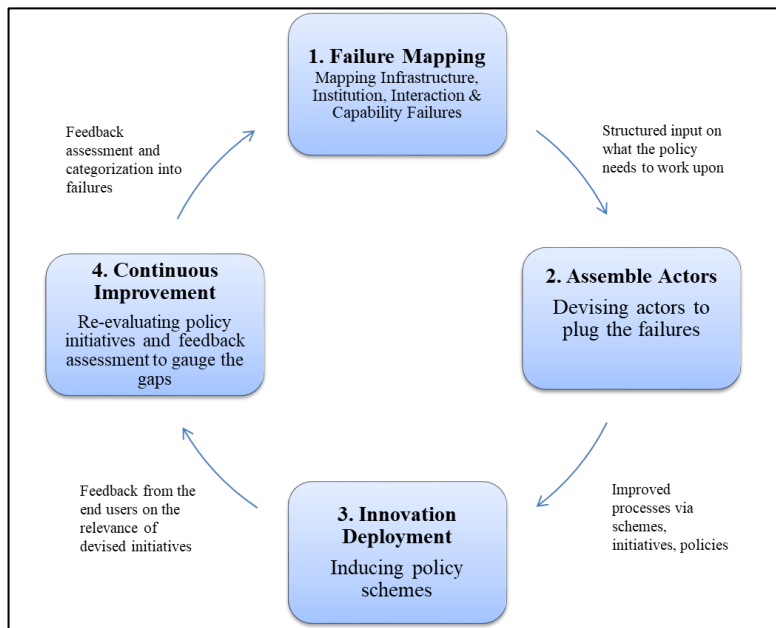 1. Failure Mapping
Mapping Infrastructure,
Institution, Interaction &
Capability Failures
Structured input on
what the policy
needs to work upon
2. Assemble Actors
Devising actors to
plug the failures
Improved
processes via
schemes,
initiatives, policies
3. Innovation
Deployment
Inducing policy
schemes
Feedback from the
end users on the
relevance of
devised initiatives
4. Continuous
Improvement
Re-evaluating policy
initiatives and feedback
assessment to gauge the
gaps
Feedback
assessment and
categorization into
failures